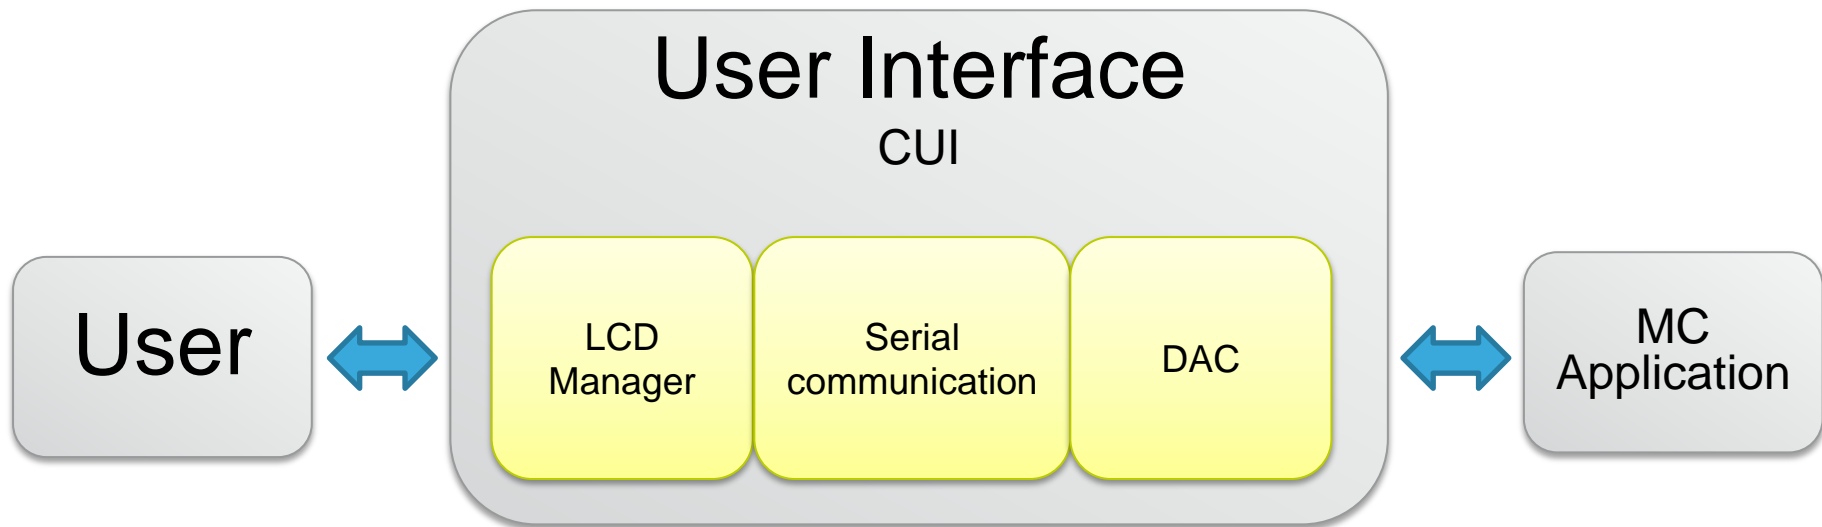 User Interface
CUI
User
LCD
Manager
Serial
communication
DAC
MC
Application